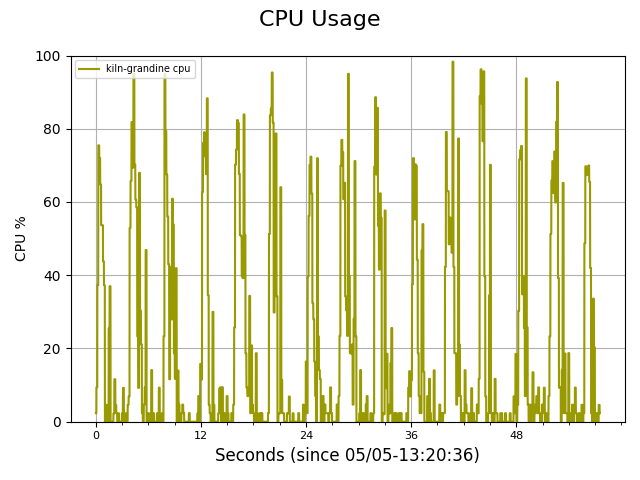 CPU Usage
kiln-grandine cpu
CPU %
100
80
60
40
20
0
0 12 24 36 48
Seconds (since 05/05-13:20:36)